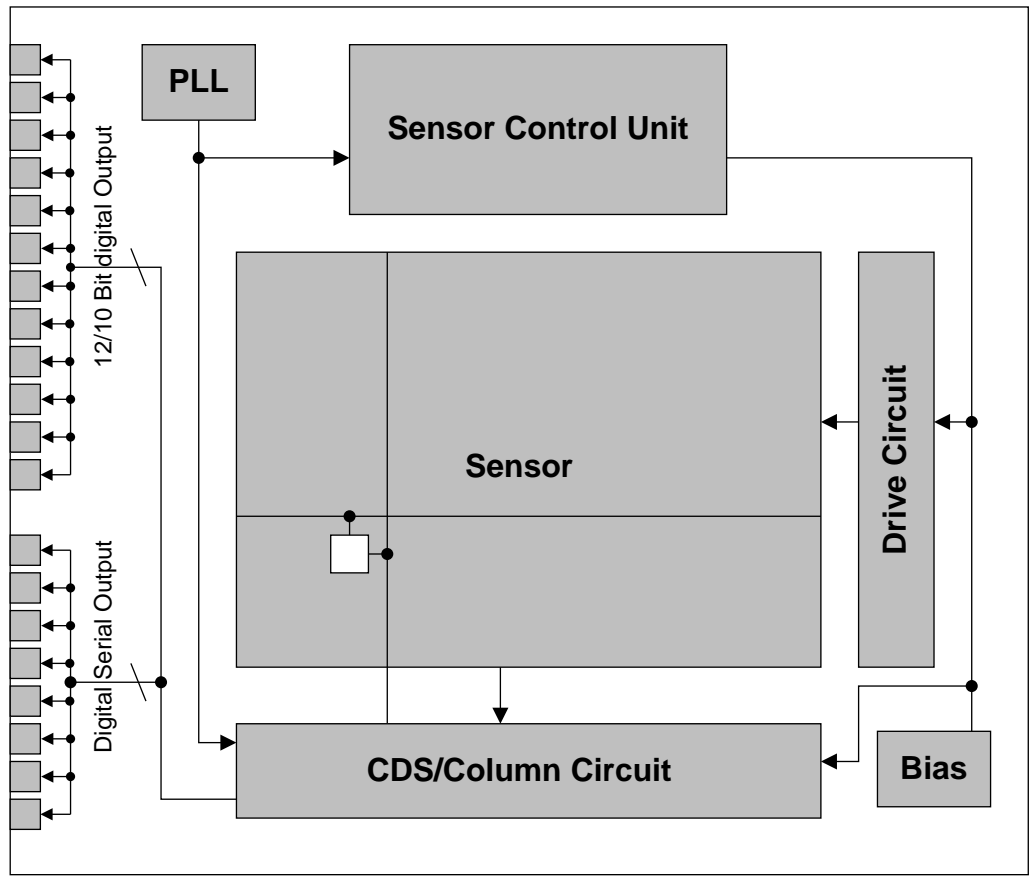 PLL
Sensor Control Unit
12/10 Bit digital Output
Sensor
Drive Circuit
Digital Serial Output
CDS/Column Circuit
Bias